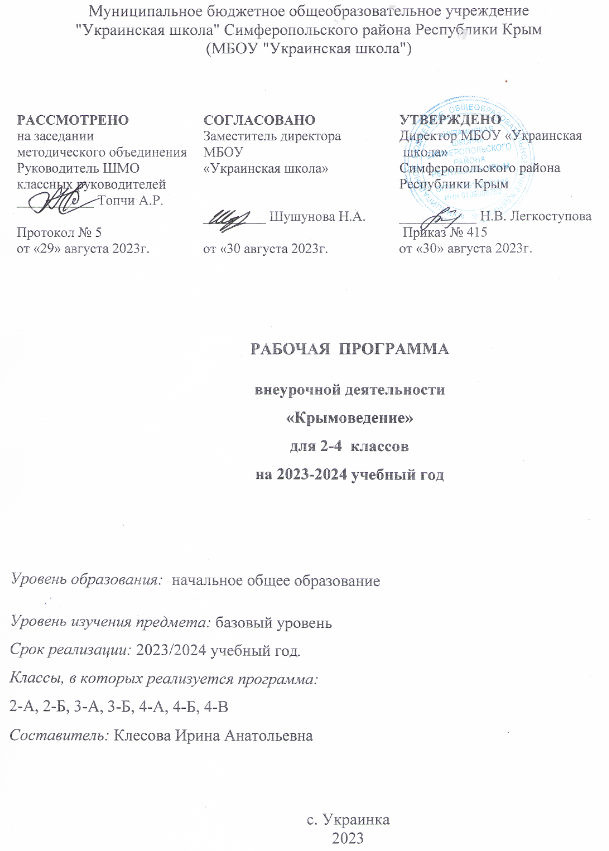 Муниципальное бюджетное общеобразовательное учреждение
"Украинская школа" Симферопольского района Республики Крым
(МБОУ "Украинская школа")
РАССМОТРЕНО
на заседании
методического объединения
Руководитель ШМО
классных руководителей
___________ Топчи А.Р.
Протокол № 5
от «29» августа 2023г.
СОГЛАСОВАНО
Заместитель директора
МБОУ
«Украинская школа»
_________ Шушунова Н.А.
от «30 августа 2023г.
УТВЕРЖДЕНО
Директор МБОУ «Украинская
школа»
Симферопольского района
Республики Крым
___________ Н.В. Легкоступова
Приказ № 415
от «30» августа 2023г.
РАБОЧАЯ ПРОГРАММА
внеурочной деятельности
«Крымоведение»
для 2-4 классов
на 2023-2024 учебный год
Уровень образования: начальное общее образование
Уровень изучения предмета: базовый уровень
Срок реализации: 2023/2024 учебный год.
Классы, в которых реализуется программа:
2-А, 2-Б, 3-А, 3-Б, 4-А, 4-Б, 4-В
Составитель: Клесова Ирина Анатольевна
с. Украинка
2023